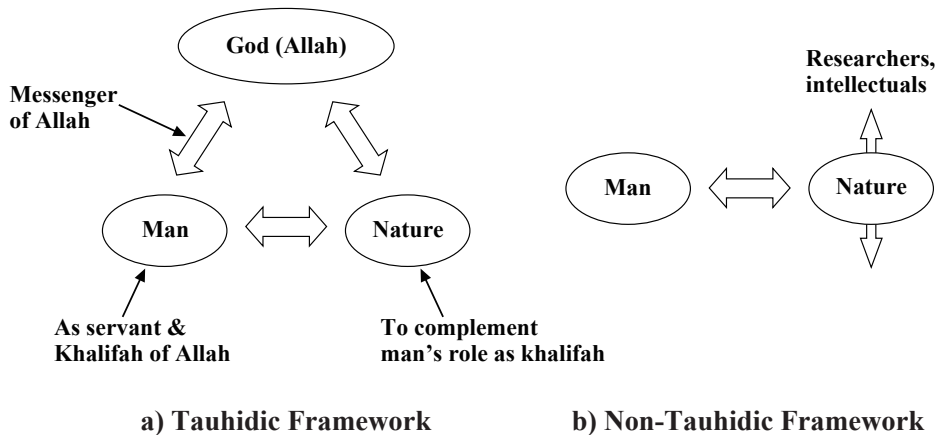 God (Allah)
Messenger
of Allah
Man
Nature
As servant &
Khalifah of Allah
To complement
man's role as khalifah
a) Tauhidic Framework
Researchers,
intellectuals
Man
Nature
b) Non-Tauhidic Framework